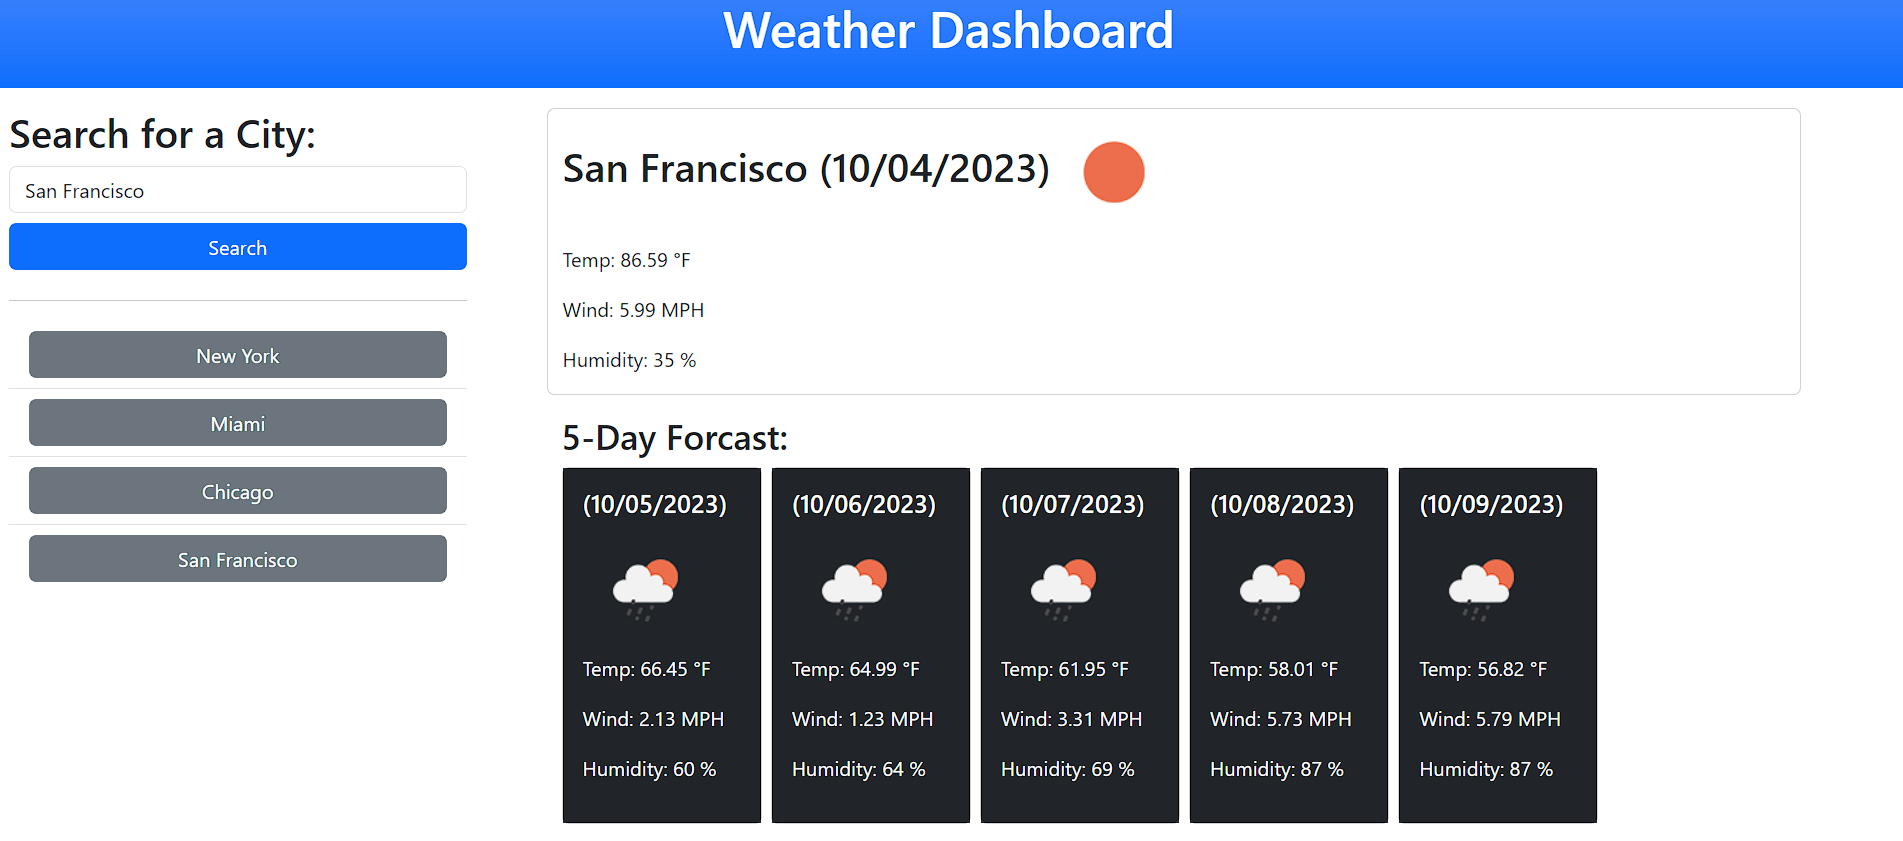 Weather Dashboard
Search for a City:
San Francisco
Search
New York
Miami
Chicago
San Francisco
San Francisco (10/04/2023)
Temp: 86.59 °F
Wind: 5.99 MPH
Humidity: 35 %
5-Day Forcast:
(10/05/2023)
Temp: 66.45 °F
Wind: 2.13 MPH
Humidity: 60 %
(10/06/2023)
Temp: 64.99 °F
Wind: 1.23 MPH
Humidity: 64 %
(10/07/2023)
Temp: 61.95 °F
Wind: 3.31 MPH
Humidity: 69 %
(10/08/2023)
Temp: 58.01 °F
Wind: 5.73 MPH
Humidity: 87 %
(10/09/2023)
Temp: 56.82 °F
Wind: 5.79 MPH
Humidity: 87 %